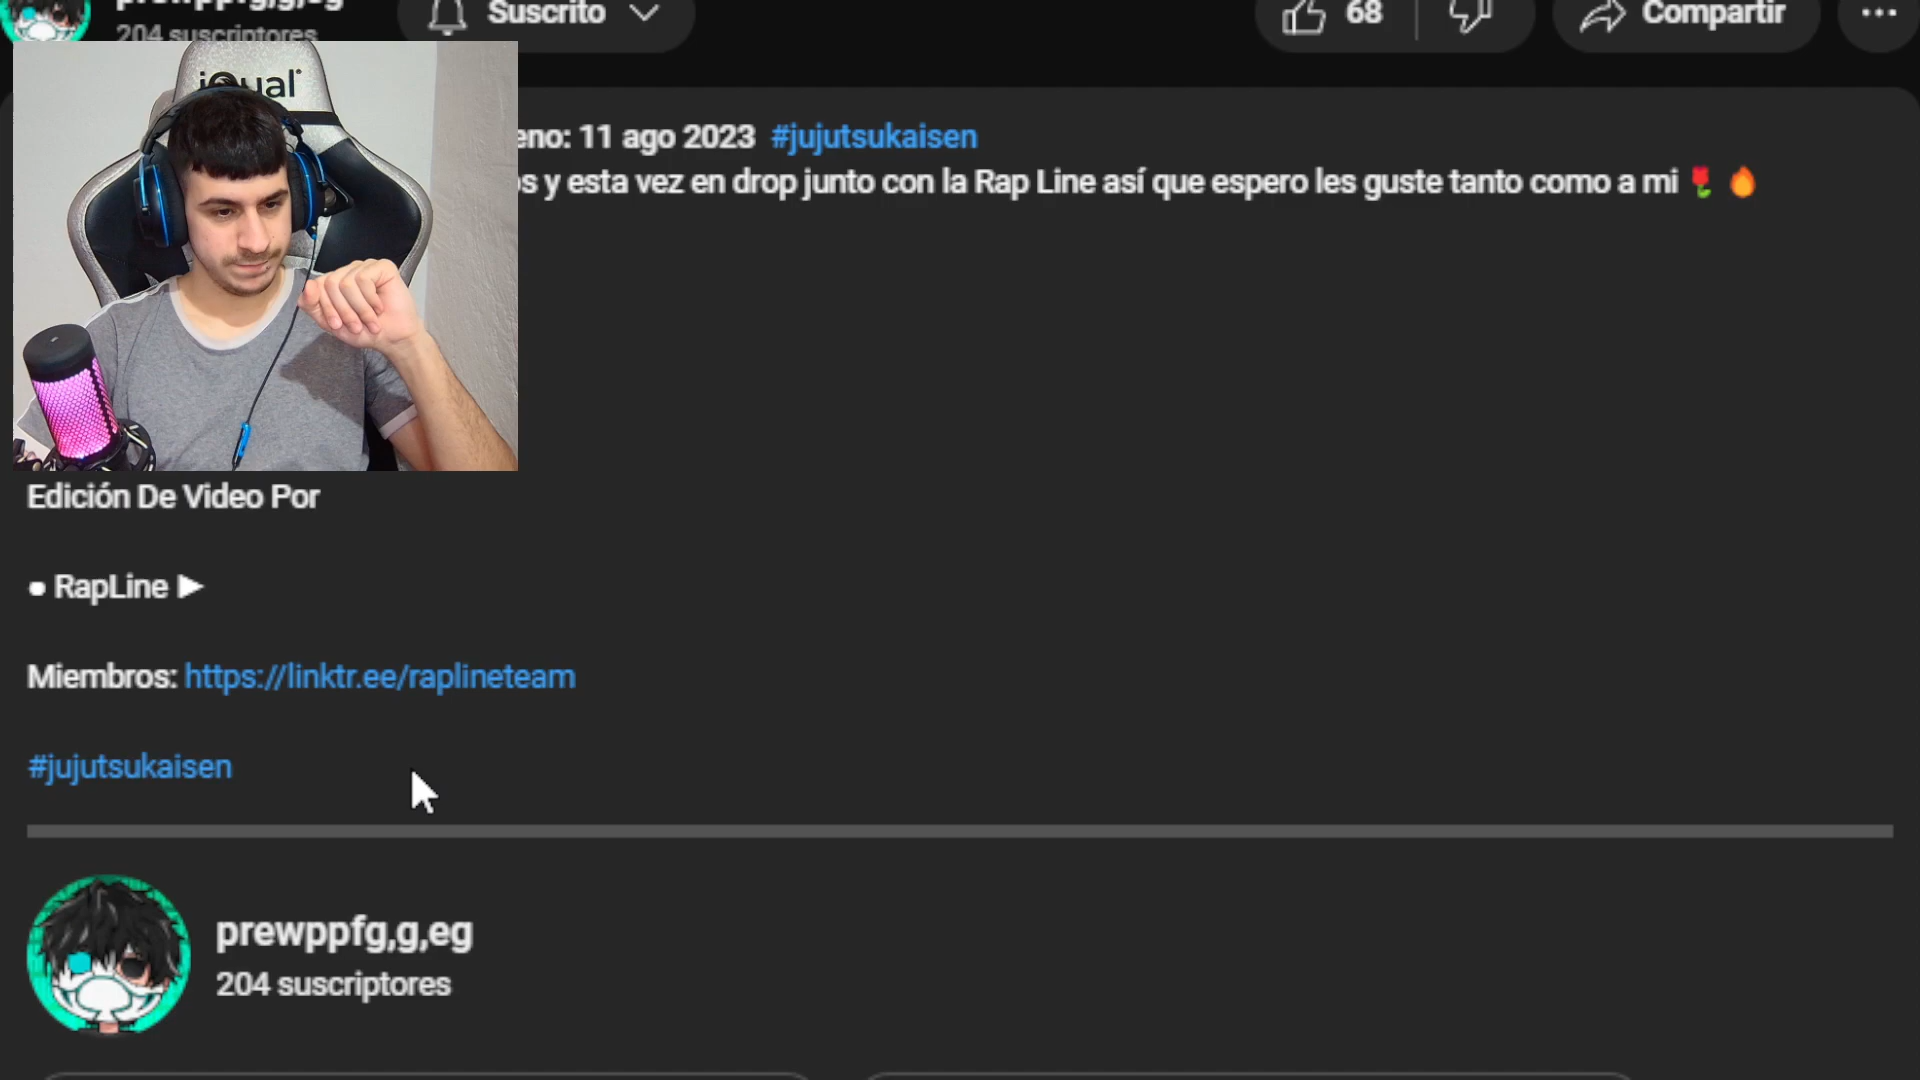 204 suscriptores
Suscrito
68
Compartir
eno: 11 ago 2023 #jujutsukaisen
os y esta vez en drop junto con la Rap Line así que espero les guste tanto como a mi 🌷 🔥
Edición De Video Por
● RapLine ▶
Miembros: https://linktr.ee/raplineteam
#jujutsukaisen
prewppfg,g,eg
204 suscriptores